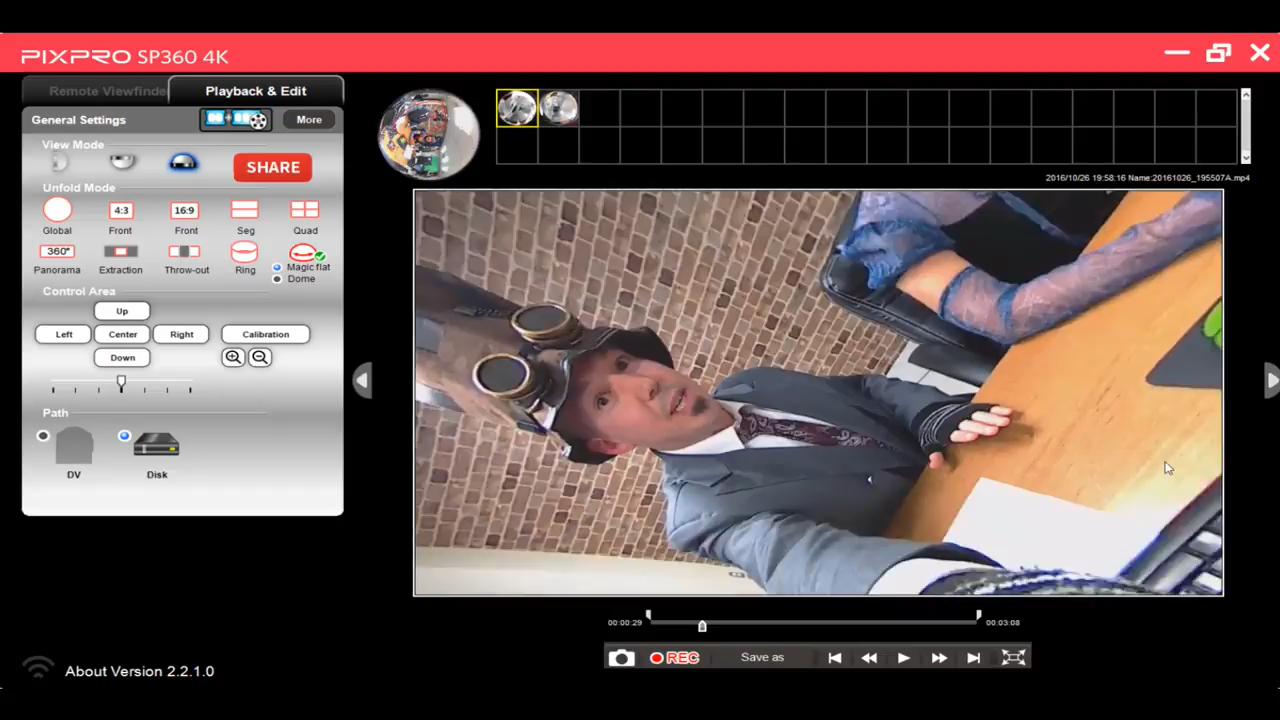 PIXPRO SP360 4K
Remote Viewfinde
Playback & Edit
General Settings
More
View Mode
SHARE
Unfold Mode
4:3
16:9
Global
Front
Front
Seg
Quad
360°
Panorama
Extraction
Throw-out
Ring
Magic flat
Dome
Control Area
Up
Left
Center
Right
Calibration
Down
Path
DV
Disk
About Version 2.2.1.0
2016/10/26 19:58:16 Name:20161026_195507A.mp4
00:00:29
00:03:08
REC
Save as